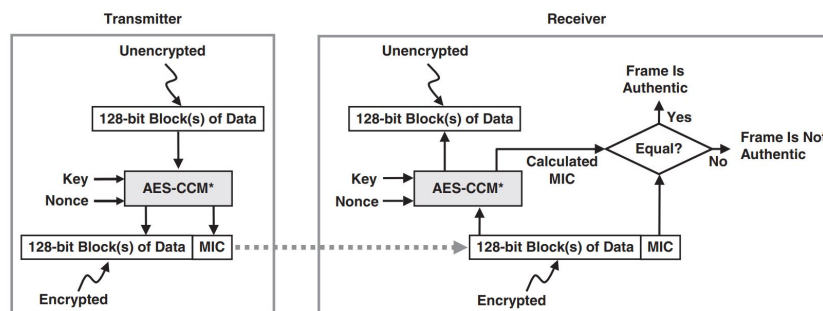 Transmitter
Unencrypted
128-bit Block(s) of Data
Key
Nonce
AES-CCM*
128-bit Block(s) of Data
MIC
Encrypted
Receiver
Unencrypted
128-bit Block(s) of Data
Key
Nonce
AES-CCM*
Calculated
MIC
128-bit Block(s) of Data
MIC
Encrypted
Equal?
Yes
Frame Is
Authentic
No
Frame Is Not
Authentic